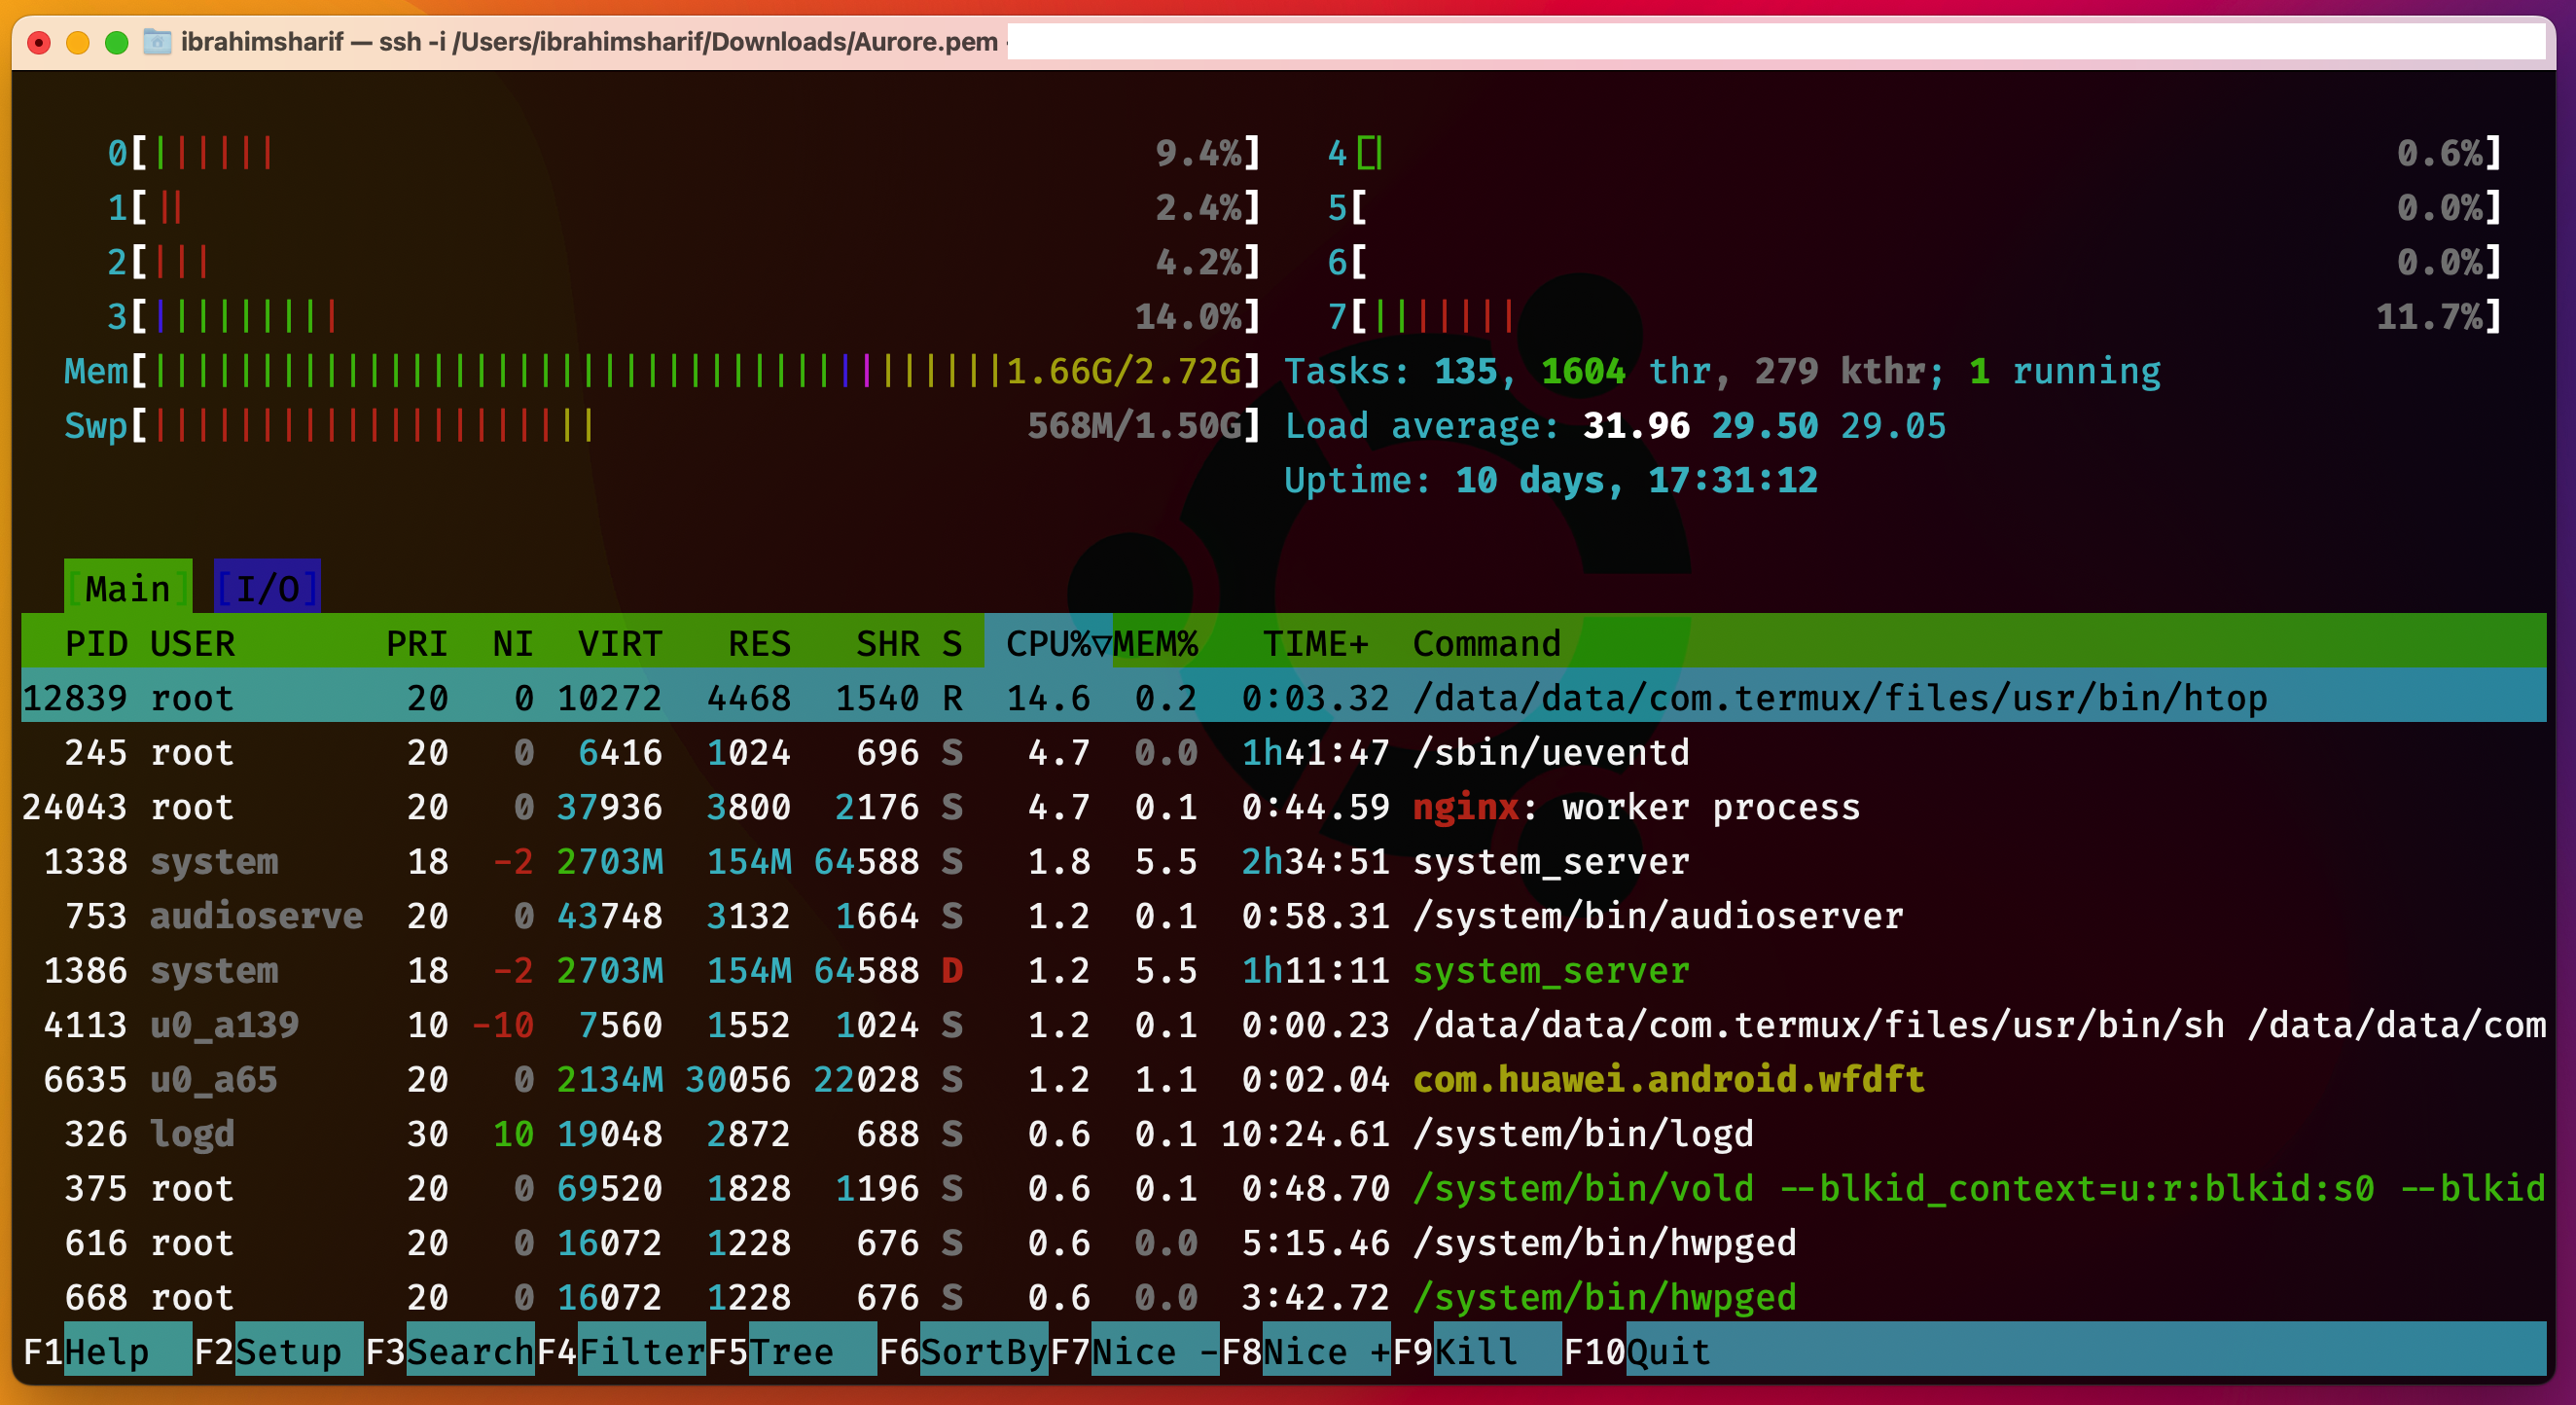 ibrahimsharif — ssh -i /Users/ibrahimsharif/Downloads/Aurore.pem
0[|||||| 9.4%] 4[| 0.6%]
1[|| 2.4%] 5[ 0.0%]
2[||| 4.2%] 6[ 0.0%]
3[||||||||| 14.0%] 7[||||||| 11.7%]
Mem[||||||||||||||||||||||||||||||||||||||||1.66G/2.72G] Tasks: 135, 1604 thr, 279 kthr; 1 running
Swp[||||||||||||||||||||| 568M/1.50G] Load average: 31.96 29.50 29.05
Uptime: 10 days, 17:31:12
[Main] [I/O]
PID USER PRI NI VIRT RES SHR S CPU%▽MEM% TIME+ Command
12839 root 20 0 10272 4468 1540 R 14.6 0.2 0:03.32 /data/data/com.termux/files/usr/bin/htop
245 root 20 0 6416 1024 696 S 4.7 0.0 1h41:47 /sbin/ueventd
24043 root 20 0 37936 3800 2176 S 4.7 0.1 0:44.59 nginx: worker process
1338 system 18 -2 2703M 154M 64588 S 1.8 5.5 2h34:51 system_server
753 audioserve 20 0 43748 3132 1664 S 1.2 0.1 0:58.31 /system/bin/audioserver
1386 system 18 -2 2703M 154M 64588 D 1.2 5.5 1h11:11 system_server
4113 u0_a139 10 -10 7560 1552 1024 S 1.2 0.1 0:00.23 /data/data/com.termux/files/usr/bin/sh /data/data/com
6635 u0_a65 20 0 2134M 30056 22028 S 1.2 1.1 0:02.04 com.huawei.android.wfdft
326 logd 30 10 19048 2872 688 S 0.6 0.1 10:24.61 /system/bin/logd
375 root 20 0 69520 1828 1196 S 0.6 0.1 0:48.70 /system/bin/vold --blkid_context=u:r:blkid:s0 --blkid
616 root 20 0 16072 1228 676 S 0.6 0.0 5:15.46 /system/bin/hwpged
668 root 20 0 16072 1228 676 S 0.6 0.0 3:42.72 /system/bin/hwpged
F1Help F2Setup F3Search F4Filter F5Tree F6SortBy F7Nice - F8Nice + F9Kill F10Quit